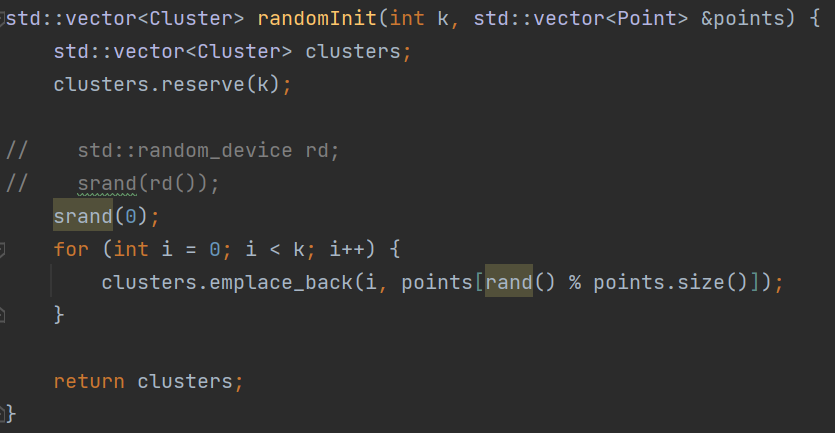 std::vector<Cluster> randomInit(int k, std::vector<Point> &points) {
    std::vector<Cluster> clusters;
    clusters.reserve(k);

//    std::random_device rd;
//    srand(rd());
    srand(0);
    for (int i = 0; i < k; i++) {
        clusters.emplace_back(i, points[rand() % points.size()]);
    }

    return clusters;
}